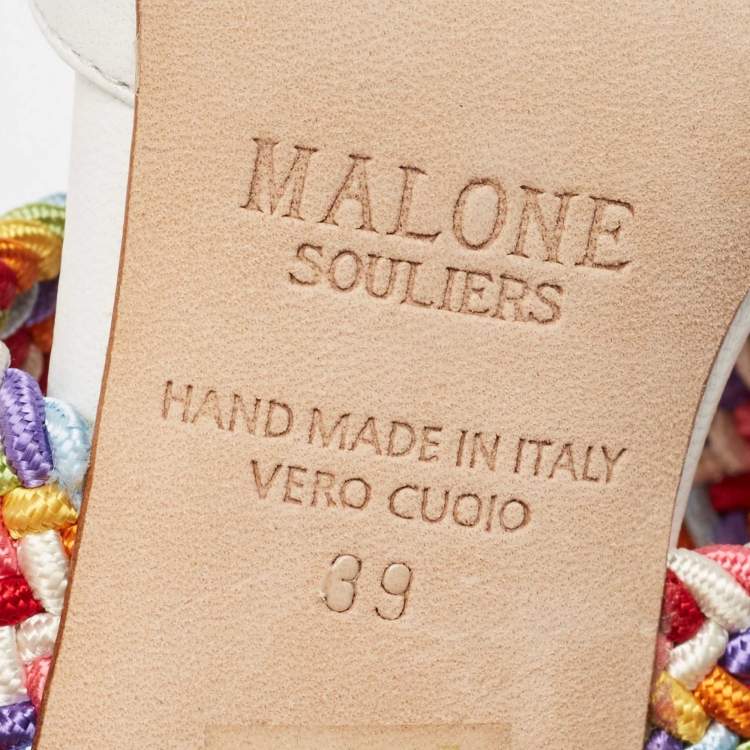 MALONE
SOULIERS
HAND MADE IN ITALY
VERO CUOIO
39